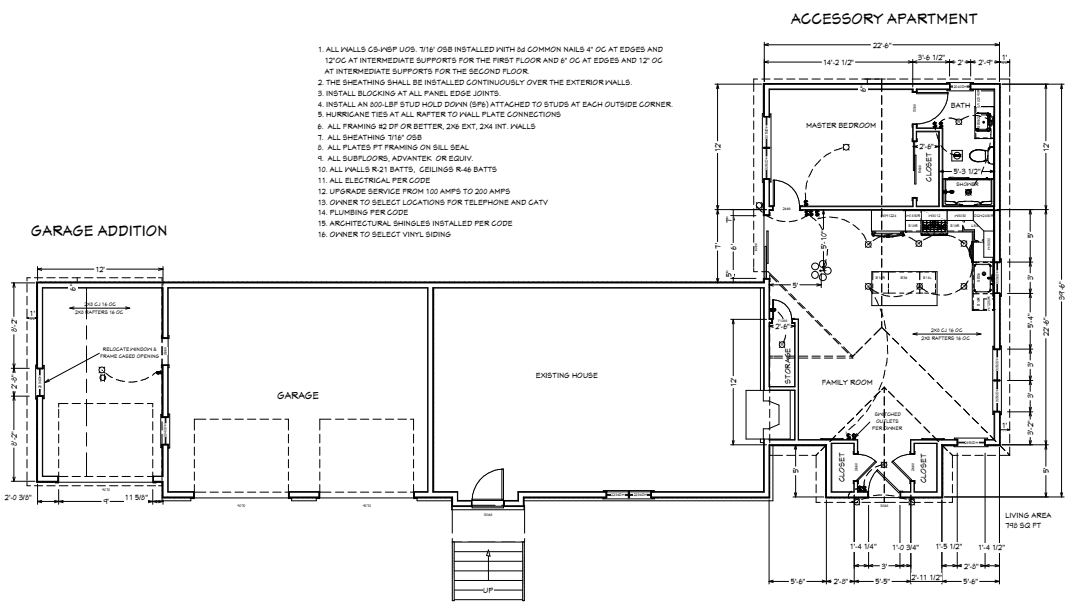 ACCESSORY APARTMENT
1. ALL WALLS CS-WSP UOS. 7/16" OSB INSTALLED WITH 8d COMMON NAILS 4" OC AT EDGES AND
12"OC AT INTERMEDIATE SUPPORTS FOR THE FIRST FLOOR AND 6" OC AT EDGES AND 12" OC
AT INTERMEDIATE SUPPORTS FOR THE SECOND FLOOR.
2. THE SHEATHING SHALL BE INSTALLED CONTINUOUSLY OVER THE EXTERIOR WALLS.
3. INSTALL BLOCKING AT ALL PANEL EDGE JOINTS.
4. INSTALL AN 800-LBF STUD HOLD DOWN (SP6) ATTACHED TO STUDS AT EACH OUTSIDE CORNER.
5. HURRICANE TIES AT ALL RAFTER TO WALL PLATE CONNECTIONS
6. ALL FRAMING #2 DF OR BETTER, 2X6 EXT, 2X4 INT. WALLS
7. ALL SHEATHING 7/16" OSB
8. ALL PLATES PT FRAMING ON SILL SEAL
9. ALL SUBFLOORS, ADVANTEK OR EQUIV.
10. ALL WALLS R-21 BATTS, CEILINGS R-46 BATTS
11. ALL ELECTRICAL PER CODE
12. UPGRADE SERVICE FROM 100 AMPS TO 200 AMPS
13. OWNER TO SELECT LOCATIONS FOR TELEPHONE AND CATV
14. PLUMBING PER CODE
15. ARCHITECTURAL SHINGLES INSTALLED PER CODE
16. OWNER TO SELECT VINYL SIDING
22'-6"
14'-2 1/2"
3'-6 1/2"
2'
2'-9"
1'
6"
BATH
MASTER BEDROOM
12'
2'-6"
CLOSET
5'-3 1/2"
SHOWER
12'
GARAGE ADDITION
12'
6"
7'
6'
5'
5'-10"
5'
5'
3'
39'-6"
2X8 CJ 16 OC
2X8 RAFTERS 16 OC
8'-2"
1'
RELOCATE WINDOW &
FRAME CASED OPENING
2'-8"
8'-2"
GARAGE
EXISTING HOUSE
2'-6"
STORAGE
12'
FAMILY ROOM
2X8 CJ 16 OC
2X8 RAFTERS 16 OC
5'-4"
22'-6"
3'
3'
3'-2"
1'
SWITCHED
OUTLETS
PER OWNER
5'
CLOSET
CLOSET
5'
2'-0 3/8"
9'
11 5/8"
UP
LIVING AREA
798 SQ FT
1'-4 1/4"
1'-0 3/4"
1'-5 1/2"
1'-4 1/2"
3'
2'-8"
2'-11 1/2"
5'-6"
2'-8"
5'-5"
5'-6"